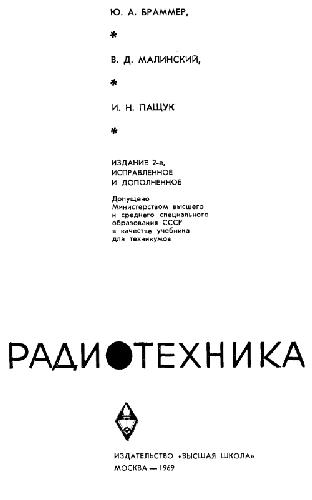 Ю. А. БРАММЕР,
*
В. Д. МАЛИНСКИЙ,
*
И. Н. ПАЩУК
*
ИЗДАНИЕ 2-е,
ИСПРАВЛЕННОЕ
И ДОПОЛНЕННОЕ
Допущено
Министерством высшего
и среднего специального
образования СССР
в качестве учебника
для техникумов
РАДИОТЕХНИКА
ИЗДАТЕЛЬСТВО «ВЫСШАЯ ШКОЛА»
МОСКВА — 1969